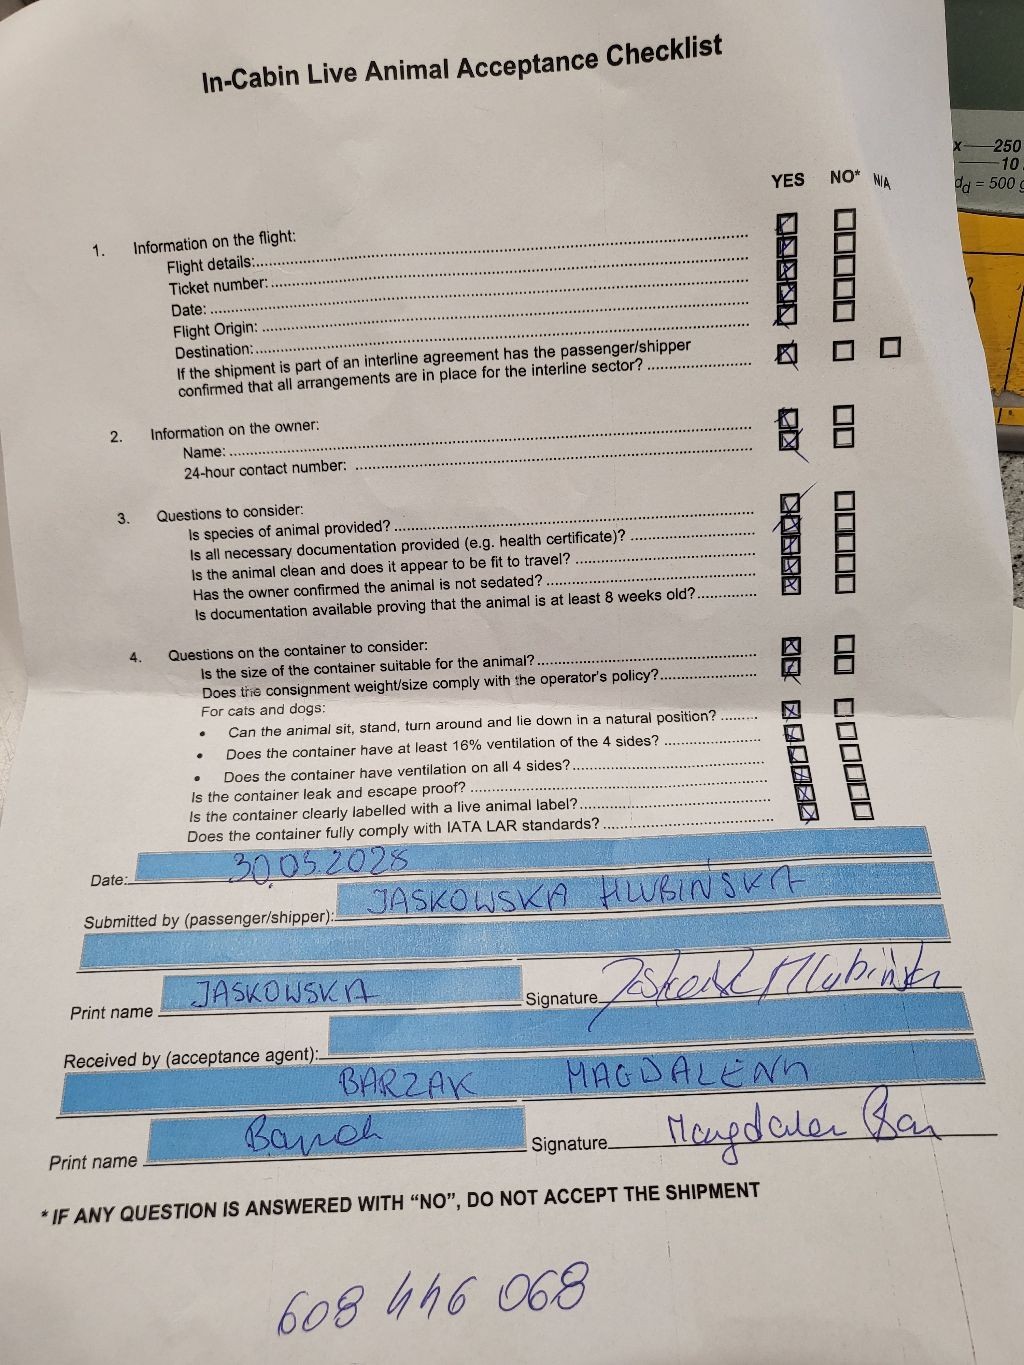 In-Cabin Live Animal Acceptance Checklist
YES NO* N/A
x 250
10
dd = 500 g
1. Information on the flight:
Flight details:
Ticket number:
Date:
Flight Origin:
Destination:
If the shipment is part of an interline agreement has the passenger/shipper
confirmed that all arrangements are in place for the interline sector?
2. Information on the owner:
Name:
24-hour contact number:
3. Questions to consider:
Is species of animal provided?
Is all necessary documentation provided (e.g. health certificate)?
Is the animal clean and does it appear to be fit to travel?
Has the owner confirmed the animal is not sedated?
Is documentation available proving that the animal is at least 8 weeks old?
4. Questions on the container to consider:
Is the size of the container suitable for the animal?
Does the consignment weight/size comply with the operator's policy?
For cats and dogs:
• Can the animal sit, stand, turn around and lie down in a natural position?
• Does the container have at least 16% ventilation of the 4 sides?
• Does the container have ventilation on all 4 sides?
Is the container leak and escape proof?
Is the container clearly labelled with a live animal label?
Does the container fully comply with IATA LAR standards?
Date: 30.05.2028
Submitted by (passenger/shipper): JASKOWSKA HLUBIŃSKA
Print name JASKOWSKA Signature
Received by (acceptance agent):
BARZAK MAGDALENA
Print name Signature Magdalen
* IF ANY QUESTION IS ANSWERED WITH “NO”, DO NOT ACCEPT THE SHIPMENT
608 446 068